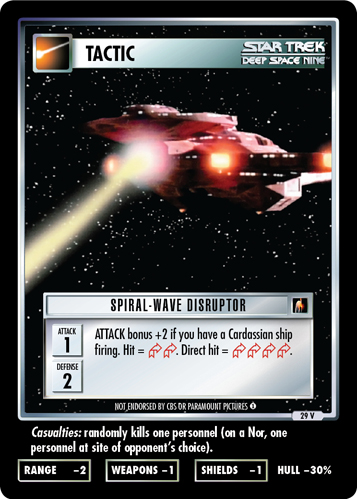 TACTIC
STAR TREK
DEEP SPACE NINE
SPIRAL-WAVE DISRUPTOR
ATTACK
1
DEFENSE
2
ATTACK bonus +2 if you have a Cardassian ship
firing. Hit = . Direct hit = .
NOT ENDORSED BY CBS OR PARAMOUNT PICTURES
29 V
Casualties: randomly kills one personnel (on a Nor, one
personnel at site of opponent's choice).
RANGE -2 WEAPONS -1 SHIELDS -1 HULL -30%